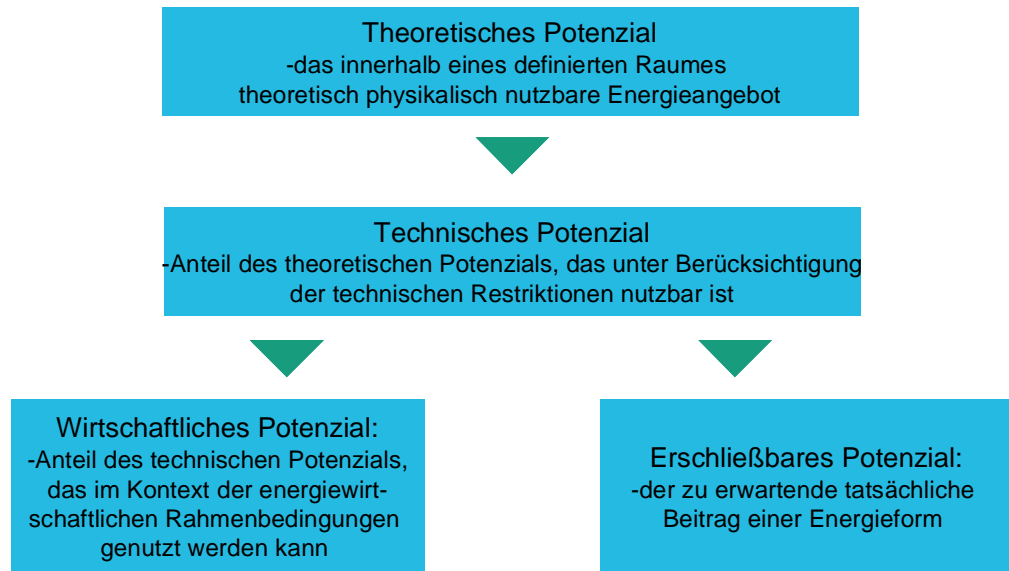 Theoretisches Potenzial
-das innerhalb eines definierten Raumes
theoretisch physikalisch nutzbare Energieangebot
Technisches Potenzial
-Anteil des theoretischen Potenzials, das unter Berücksichtigung
der technischen Restriktionen nutzbar ist
Wirtschaftliches Potenzial:
-Anteil des technischen Potenzials,
das im Kontext der energiewirt-
schaftlichen Rahmenbedingungen
genutzt werden kann
Erschließbares Potenzial:
-der zu erwartende tatsächliche
Beitrag einer Energieform